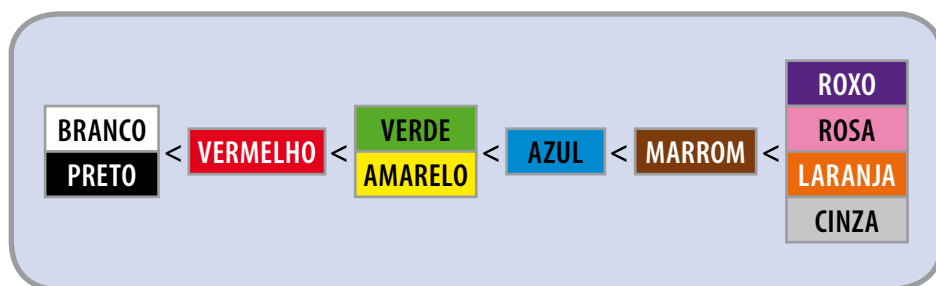 BRANCO
PRETO
<
VERMELHO
<
VERDE
AMARELO
<
AZUL
<
MARROM
<
ROXO
ROSA
LARANJA
CINZA